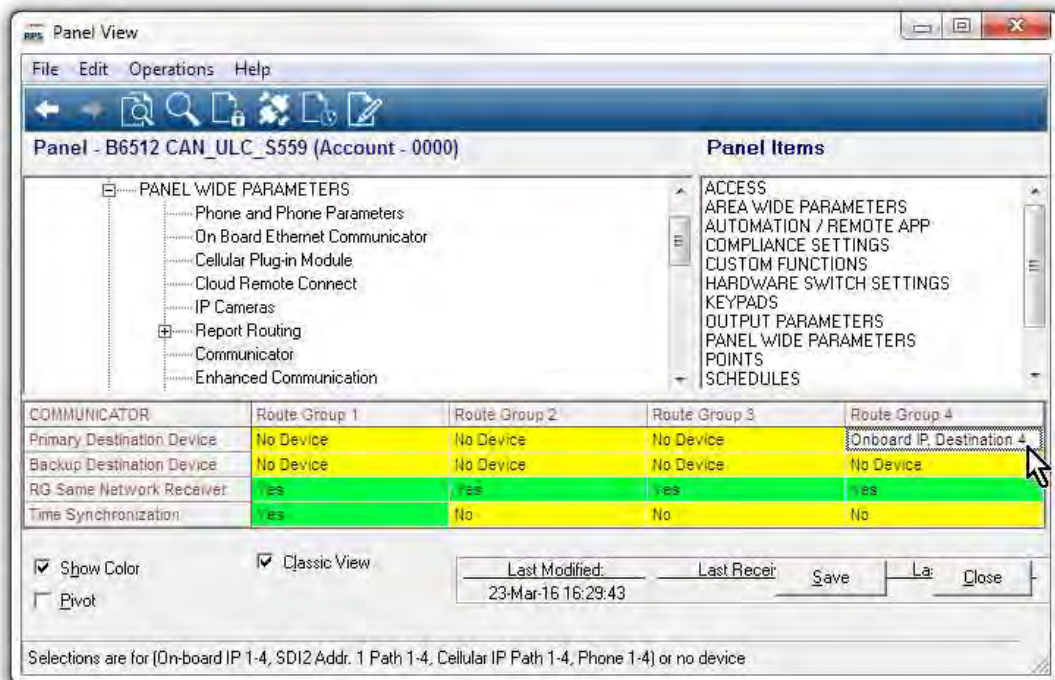 RPS Panel View
File Edit Operations Help
Panel - B6512 CAN_ULC_S559 (Account - 0000)
Panel Items
PANEL WIDE PARAMETERS
Phone and Phone Parameters
On Board Ethernet Communicator
Cellular Plug-in Module
Cloud Remote Connect
IP Cameras
Report Routing
Communicator
Enhanced Communication
ACCESS
AREA WIDE PARAMETERS
AUTOMATION / REMOTE APP
COMPLIANCE SETTINGS
CUSTOM FUNCTIONS
HARDWARE SWITCH SETTINGS
KEYPADS
OUTPUT PARAMETERS
PANEL WIDE PARAMETERS
POINTS
SCHEDULES
COMMUNICATOR Route Group 1 Route Group 2 Route Group 3 Route Group 4
Primary Destination Device No Device No Device No Device Onboard IP, Destination 4
Backup Destination Device No Device No Device No Device No Device
RG Same Network Receiver Yes Yes Yes Yes
Time Synchronization Yes No No No
Show Color
Classic View
Pivot
Last Modified: Last Recei Save La: Close
23-Mar-16 16:29:43
Selections are for (On-board IP 1-4, SDI2 Addr. 1 Path 1-4, Cellular IP Path 1-4, Phone 1-4) or no device